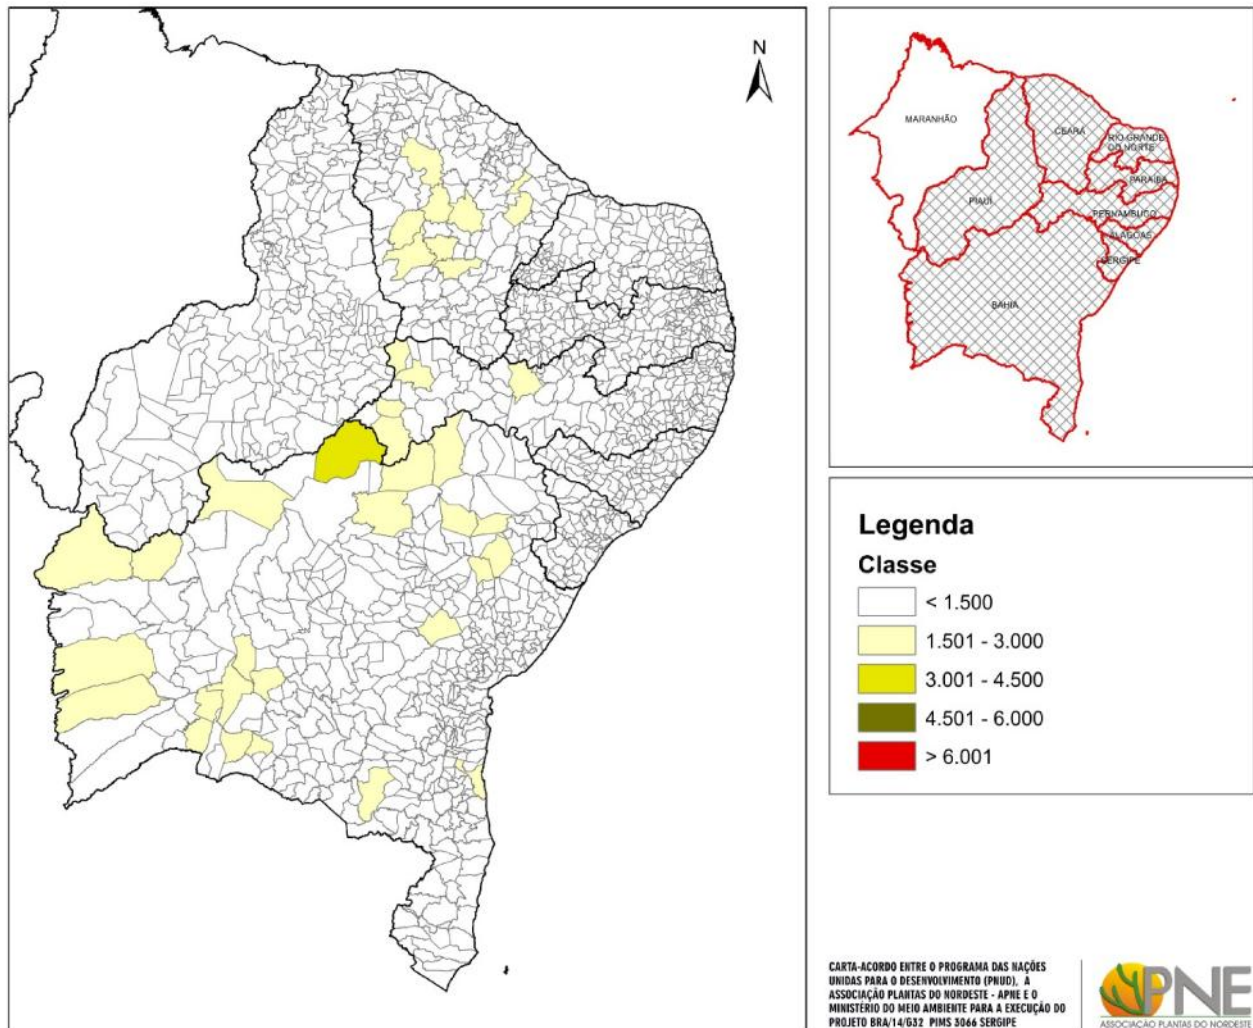 N
MARANHÃO
CEARÁ
RIO GRANDE
DO NORTE
PARAÍBA
PIAUÍ
PERNAMBUCO
ALAGOAS
SERGIPE
BAHIA
Legenda
Classe
< 1.500
1.501 - 3.000
3.001 - 4.500
4.501 - 6.000
> 6.001
CARTA-ACORDO ENTRE O PROGRAMA DAS NAÇÕES
UNIDAS PARA O DESENVOLVIMENTO (PNUD), A
ASSOCIAÇÃO PLANTAS DO NORDESTE - APNE E O
MINISTÉRIO DO MEIO AMBIENTE PARA A EXECUÇÃO DO
PROJETO BRA/14/G32 PIMS 3066 SERGIPE
PNE
ASSOCIAÇÃO PLANTAS DO NORDESTE